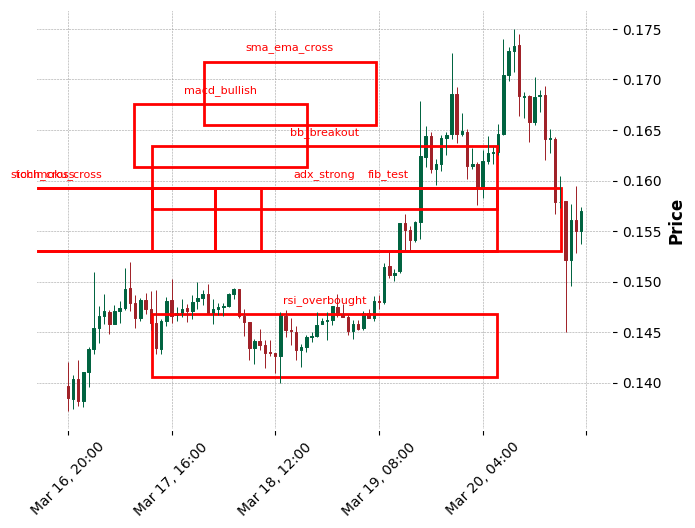 sma_ema_cross
0.175
macd_bullish
0.170
bb_breakout
0.165
adx_strong
fib_test
0.160
0.155
Price
0.150
rsi_overbought
0.145
0.140
Mar 16, 20:00
Mar 17, 16:00
Mar 18, 12:00
Mar 19, 08:00
Mar 20, 04:00